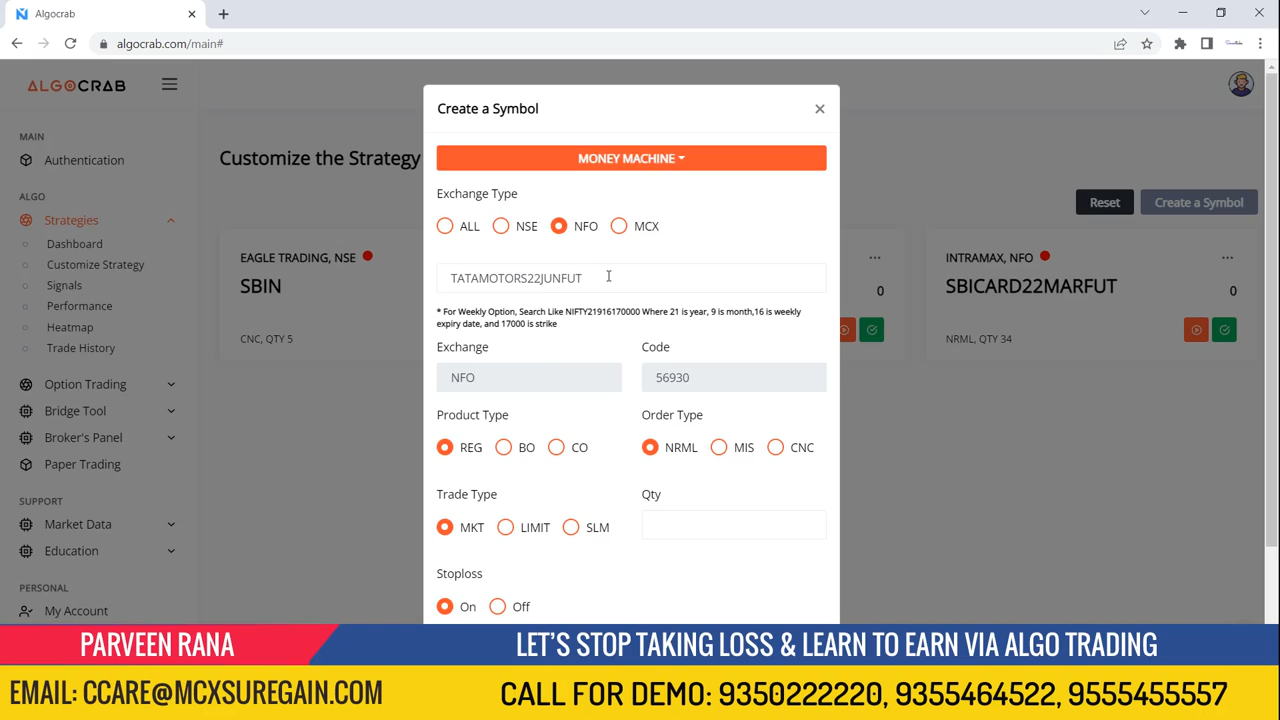 Algocrab
algocrab.com/main#
ALGOCRAB
MAIN
Authentication
ALGO
Strategies
Dashboard
Customize Strategy
Signals
Performance
Heatmap
Trade History
Option Trading
Bridge Tool
Broker's Panel
Paper Trading
SUPPORT
Market Data
Education
PERSONAL
My Account
Customize the Strategy
Reset
Create a Symbol
EAGLE TRADING, NSE
SBIN
CNC, QTY 5
0
INTRAMAX, NFO
SBICARD22MARFUT
0
NRML, QTY 34
Create a Symbol
MONEY MACHINE
Exchange Type
ALL NSE NFO MCX
TATAMOTORS22JUNFUT
* For Weekly Option, Search Like NIFTY21916170000 Where 21 is year, 9 is month,16 is weekly
expiry date, and 17000 is strike
Exchange Code
NFO 56930
Product Type Order Type
REG BO CO NRML MIS CNC
Trade Type Qty
MKT LIMIT SLM
Stoploss
On Off
PARVEEN RANA
LET'S STOP TAKING LOSS & LEARN TO EARN VIA ALGO TRADING
EMAIL: CCARE@MCXSUREGAIN.COM
CALL FOR DEMO: 9350222220, 9355464522, 9555455557